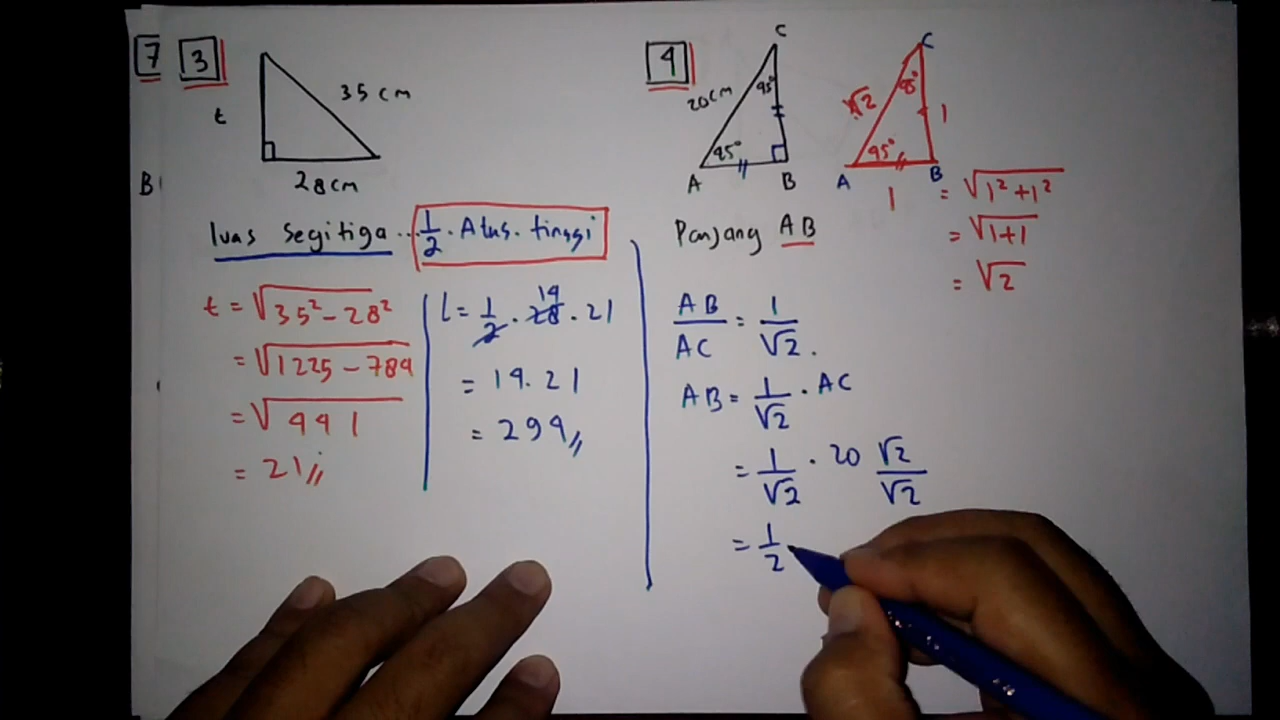 7
3
t
35 cm
28 cm
B
luas segitiga = 1/2 . Alas . tinggi
t = √35² - 28²
= √1225 - 784
= √441
= 21 //
L = 1/2 . 28 14 . 21
= 14 . 21
= 294 //
4
C
20 cm
45°
45°
A
B
C
√2
45°
1
45°
A
B
1
= √1² + 1²
= √1+1
= √2
Panjang AB
AB/AC = 1/√2 .
AB = 1/√2 . AC
= 1/√2 . 20 √2/√2
= 1/2